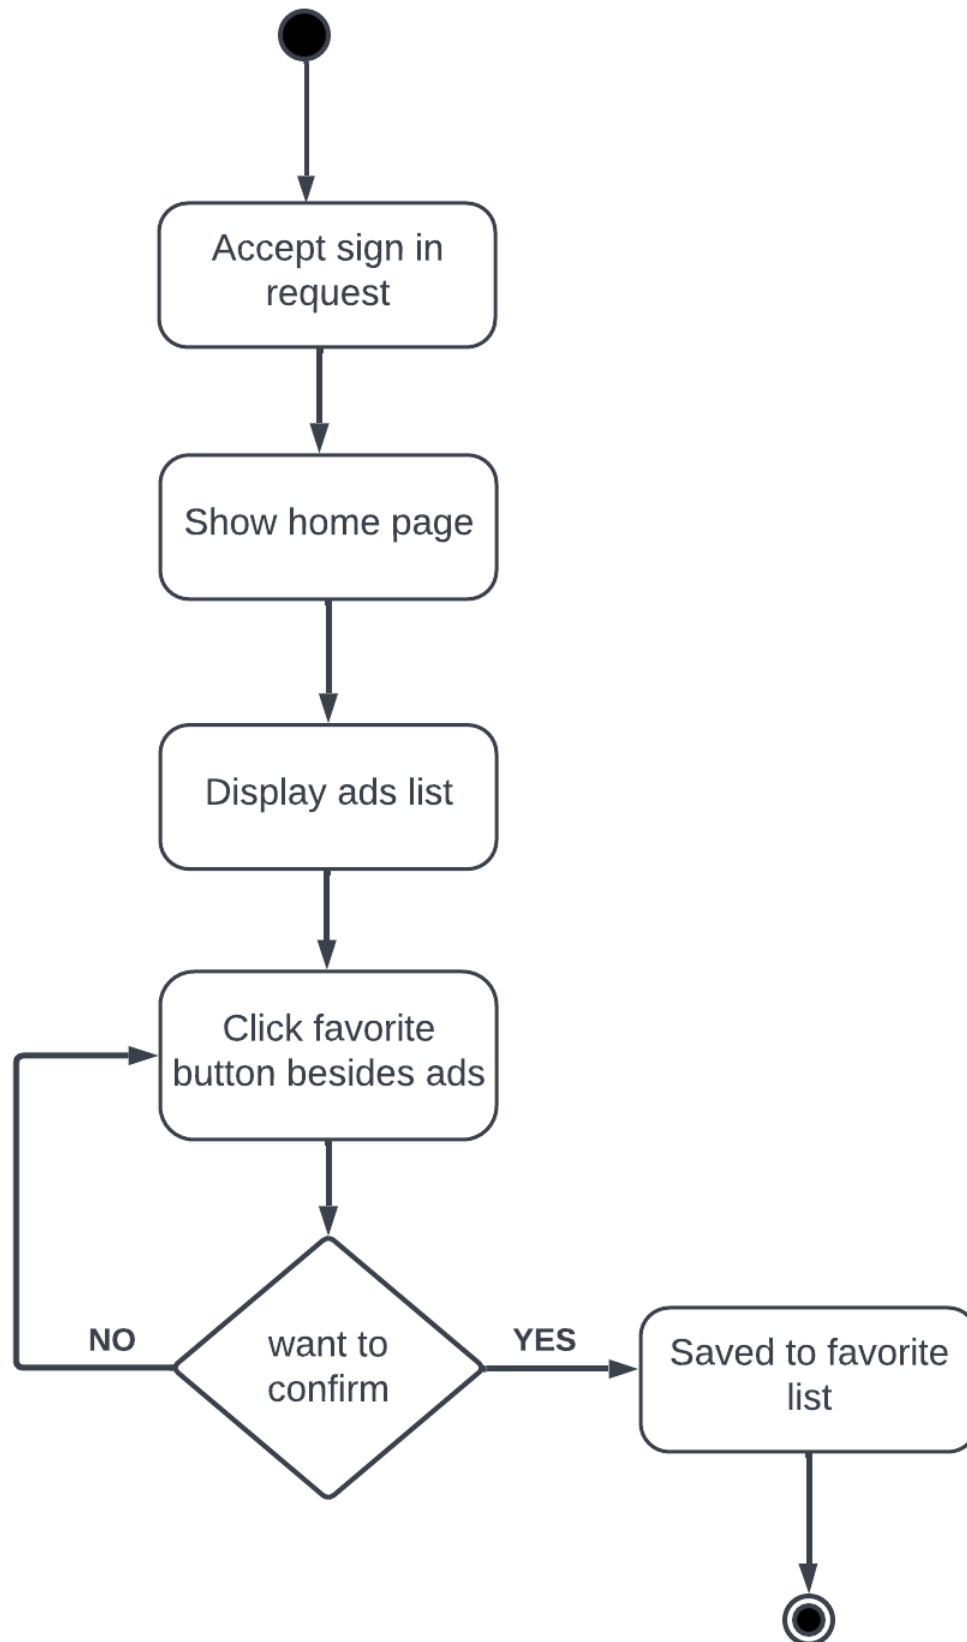 Accept sign in
request
Show home page
Display ads list
Click favorite
button besides ads
NO
want to
confirm
YES
Saved to favorite
list